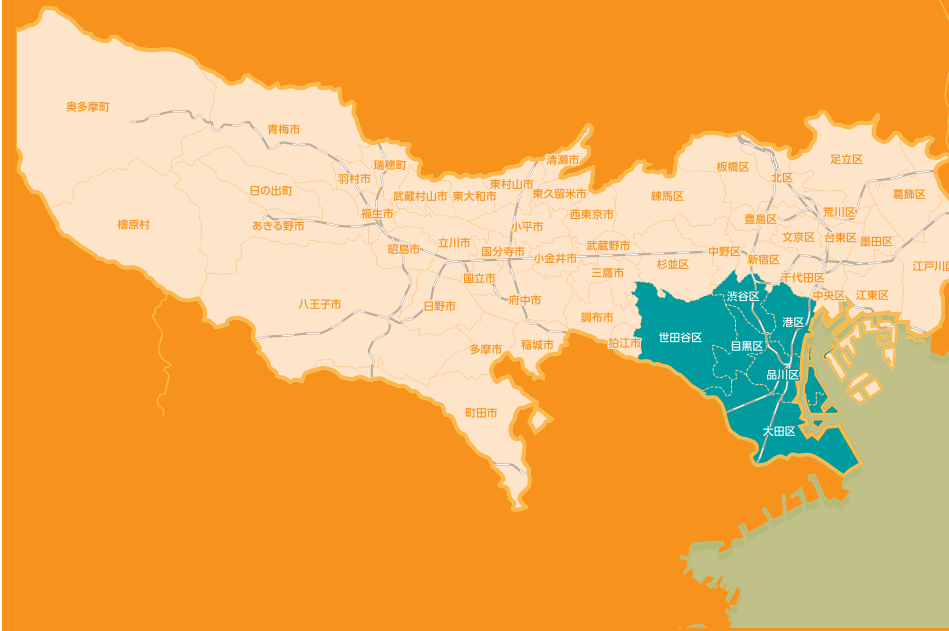 奥多摩町
青梅市
瑞穂町
羽村市
日の出町
檜原村
あきる野市
福生市
武蔵村山市
東大和市
東村山市
清瀬市
東久留米市
西東京市
小平市
昭島市
立川市
国分寺市
小金井市
武蔵野市
三鷹市
国立市
府中市
日野市
八王子市
多摩市
稲城市
調布市
狛江市
町田市
練馬区
板橋区
北区
足立区
葛飾区
荒川区
豊島区
文京区
台東区
墨田区
中野区
杉並区
新宿区
千代田区
江戸川区
中央区
江東区
渋谷区
港区
世田谷区
目黒区
品川区
大田区